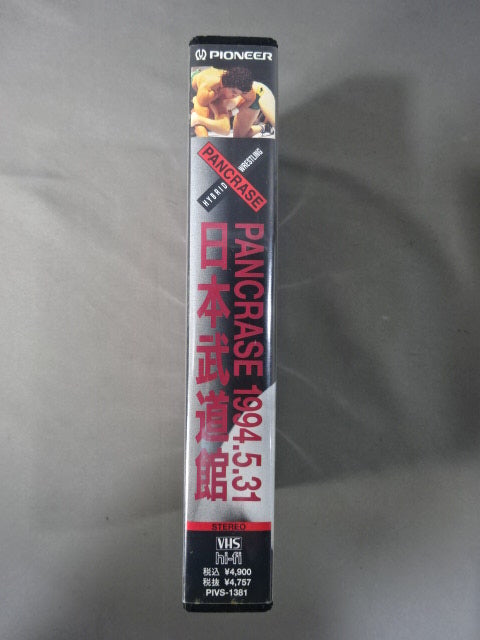 PIONEER
PANCRASE
HYBRID WRESTLING
PANCRASE 1994.5.31
日本武道館
STEREO
VHS
hi-fi
税込 ¥4,900
税抜 ¥4,757
PIVS-1381